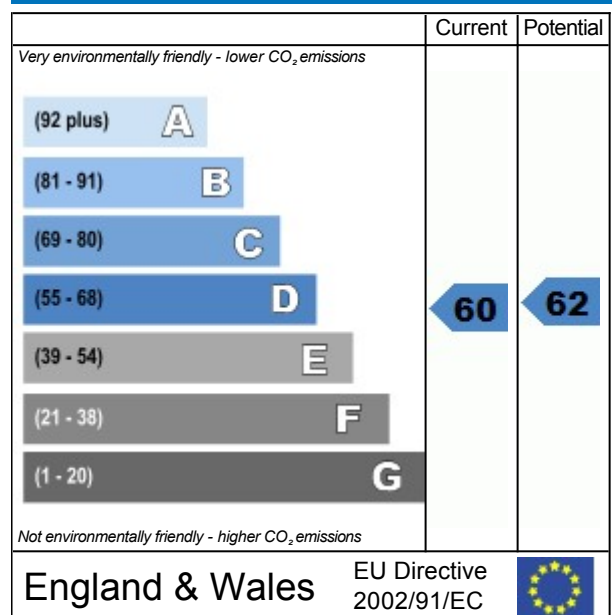 Current Potential
Very environmentally friendly - lower CO₂ emissions
(92 plus) A
(81 - 91) B
(69 - 80) C
(55 - 68) D
60 62
(39 - 54) E
(21 - 38) F
(1 - 20) G
Not environmentally friendly - higher CO₂ emissions
England & Wales
EU Directive
2002/91/EC